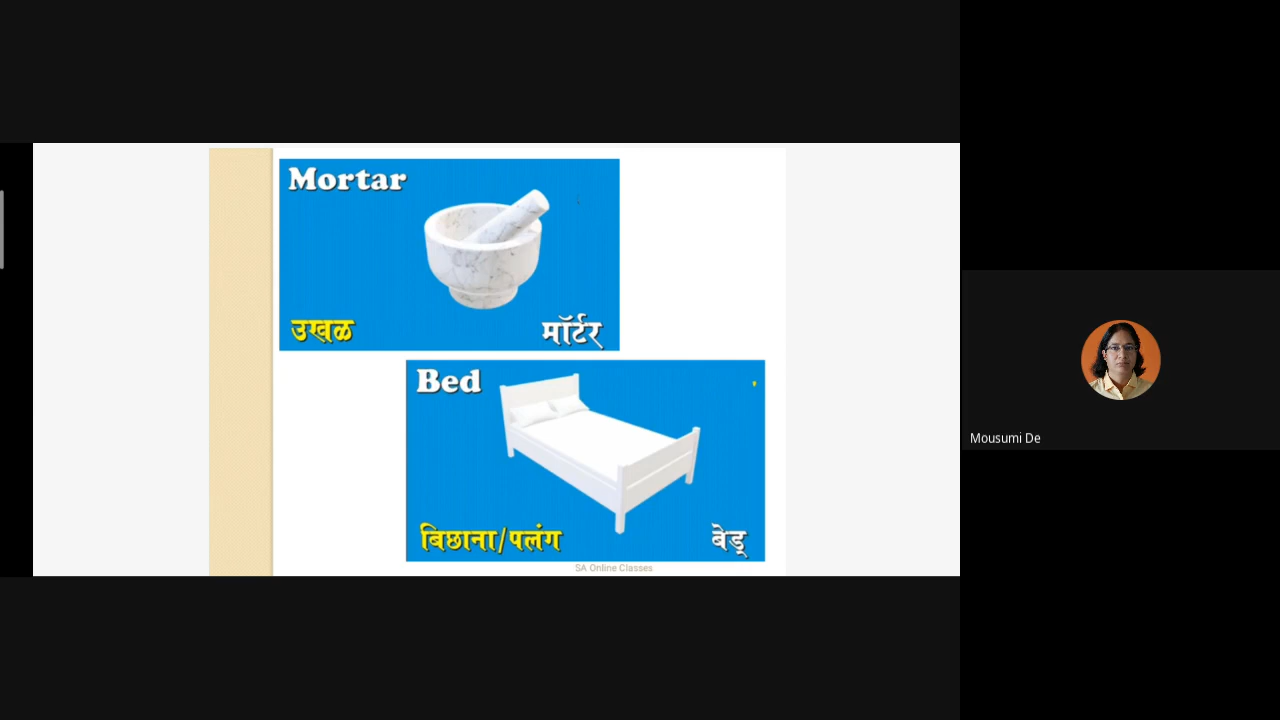 Mortar
उखळ
मॉर्टर
Bed
बिछाना/पलंग
बेड्
SA Online Classes
Mousumi De